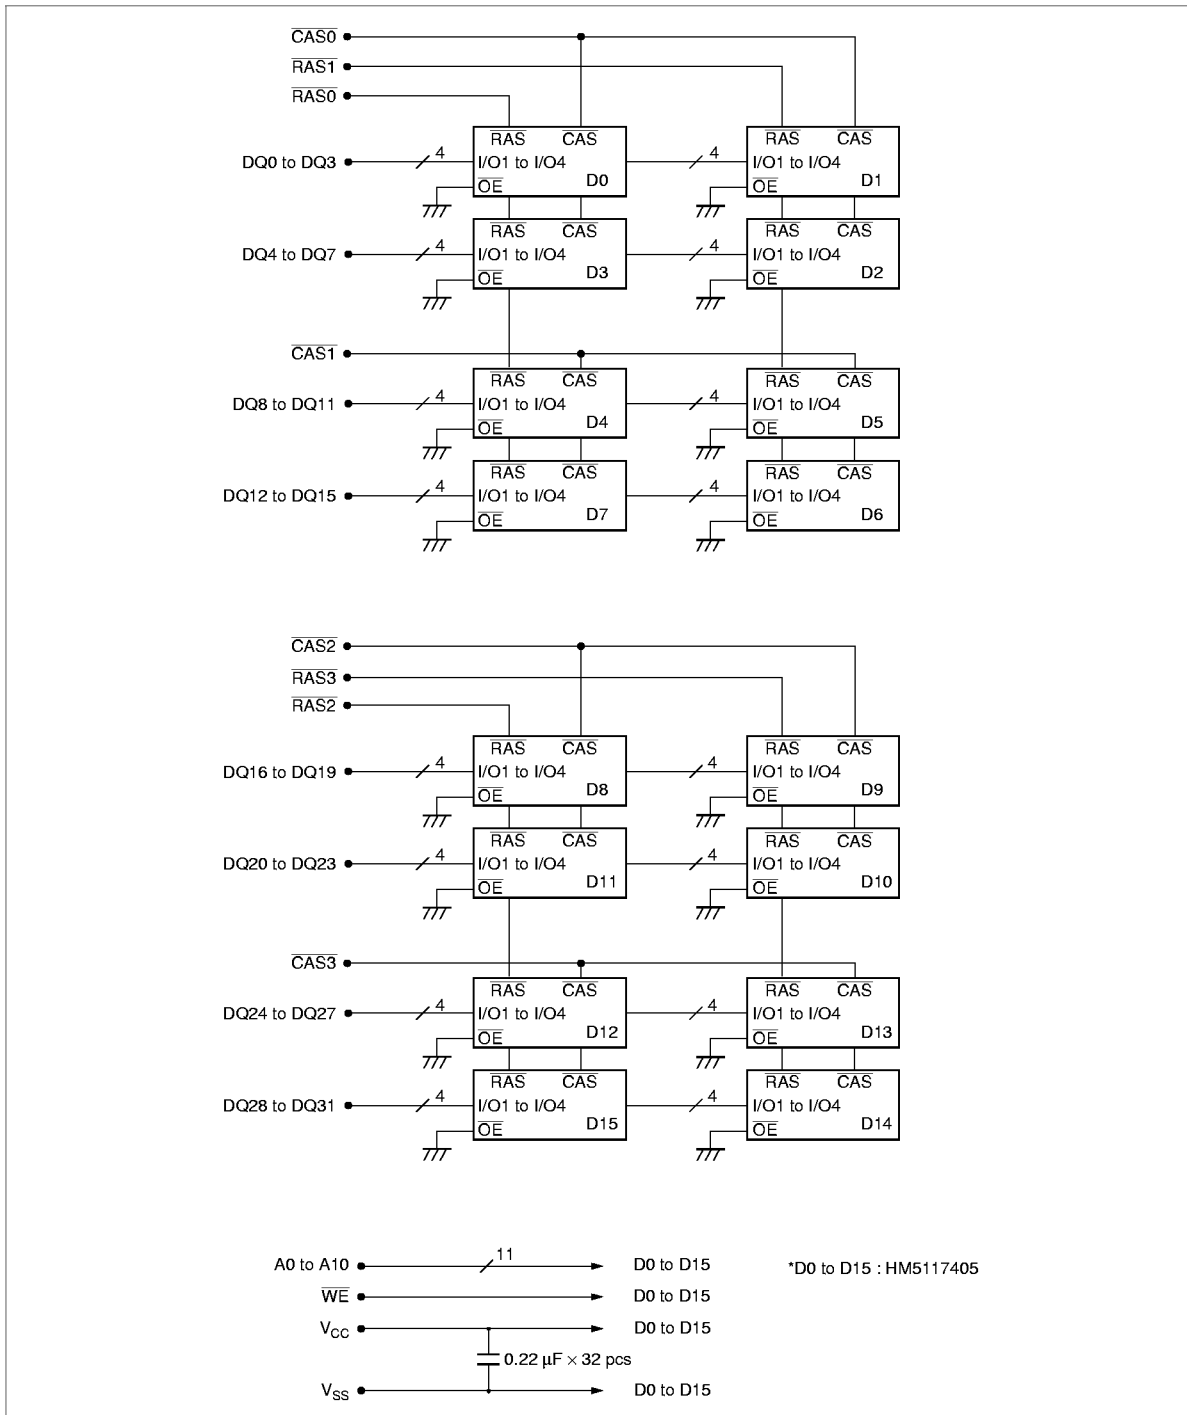 CAS0
RAS1
RAS0
RAS CAS RAS CAS
DQ0 to DQ3 4 I/O1 to I/O4 4 I/O1 to I/O4
OE D0 OE D1
RAS CAS RAS CAS
DQ4 to DQ7 4 I/O1 to I/O4 4 I/O1 to I/O4
OE D3 OE D2
CAS1
RAS CAS RAS CAS
DQ8 to DQ11 4 I/O1 to I/O4 4 I/O1 to I/O4
OE D4 OE D5
RAS CAS RAS CAS
DQ12 to DQ15 4 I/O1 to I/O4 4 I/O1 to I/O4
OE D7 OE D6
CAS2
RAS3
RAS2
RAS CAS RAS CAS
DQ16 to DQ19 4 I/O1 to I/O4 4 I/O1 to I/O4
OE D8 OE D9
RAS CAS RAS CAS
DQ20 to DQ23 4 I/O1 to I/O4 4 I/O1 to I/O4
OE D11 OE D10
CAS3
RAS CAS RAS CAS
DQ24 to DQ27 4 I/O1 to I/O4 4 I/O1 to I/O4
OE D12 OE D13
RAS CAS RAS CAS
DQ28 to DQ31 4 I/O1 to I/O4 4 I/O1 to I/O4
OE D15 OE D14
A0 to A10 11 D0 to D15 *D0 to D15 : HM5117405
WE D0 to D15
VCC D0 to D15
0.22 µF × 32 pcs
VSS D0 to D15